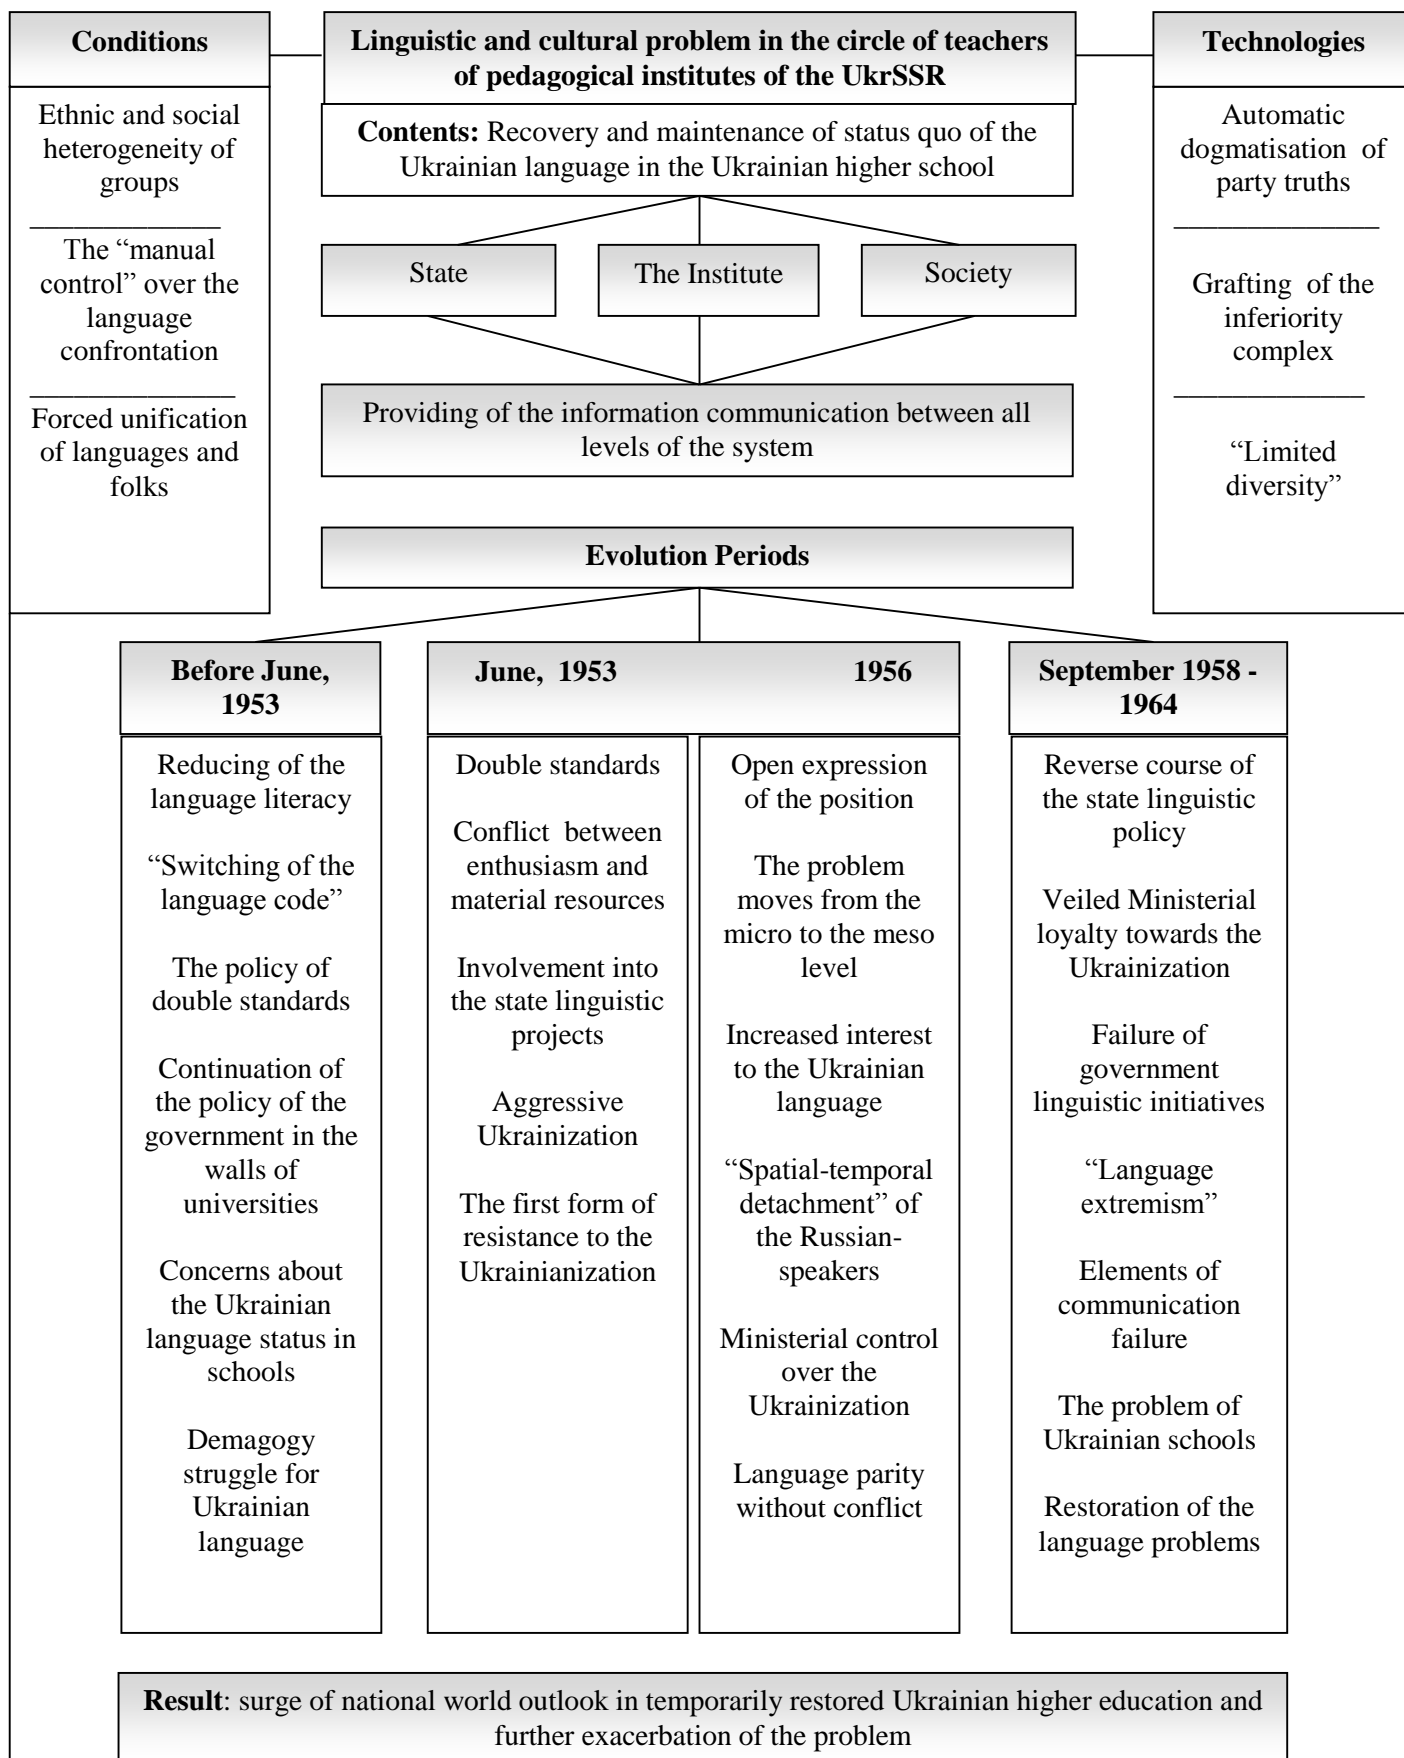 Conditions
Ethnic and social
heterogeneity of
groups
The “manual
control” over the
language
confrontation
Forced unification
of languages and
folks
Linguistic and cultural problem in the circle of teachers
of pedagogical institutes of the UkrSSR
Contents: Recovery and maintenance of status quo of the
Ukrainian language in the Ukrainian higher school
State
The Institute
Society
Providing of the information communication between all
levels of the system
Technologies
Automatic
dogmatisation of
party truths
Grafting of the
inferiority
complex
“Limited
diversity”
Evolution Periods
Before June,
1953
Reducing of the
language literacy
“Switching of the
language code”
The policy of
double standards
Continuation of
the policy of the
government in the
walls of
universities
Concerns about
the Ukrainian
language status in
schools
Demagogy
struggle for
Ukrainian
language
June, 1953 1956
Double standards
Conflict between
enthusiasm and
material resources
Involvement into
the state linguistic
projects
Aggressive
Ukrainization
The first form of
resistance to the
Ukrainianization
Open expression
of the position
The problem
moves from the
micro to the meso
level
Increased interest
to the Ukrainian
language
“Spatial-temporal
detachment” of
the Russian-
speakers
Ministerial control
over the
Ukrainization
Language parity
without conflict
September 1958 -
1964
Reverse course of
the state linguistic
policy
Veiled Ministerial
loyalty towards the
Ukrainization
Failure of
government
linguistic initiatives
“Language
extremism”
Elements of
communication
failure
The problem of
Ukrainian schools
Restoration of the
language problems
Result: surge of national world outlook in temporarily restored Ukrainian higher education and
further exacerbation of the problem